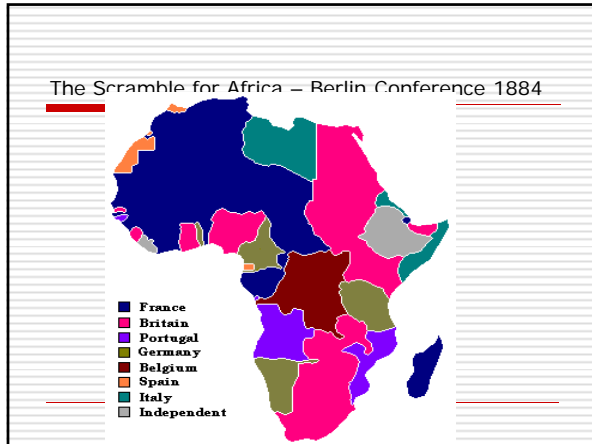 The Scramble for Africa – Berlin Conference 1884
France
Britain
Portugal
Germany
Belgium
Spain
Italy
Independent